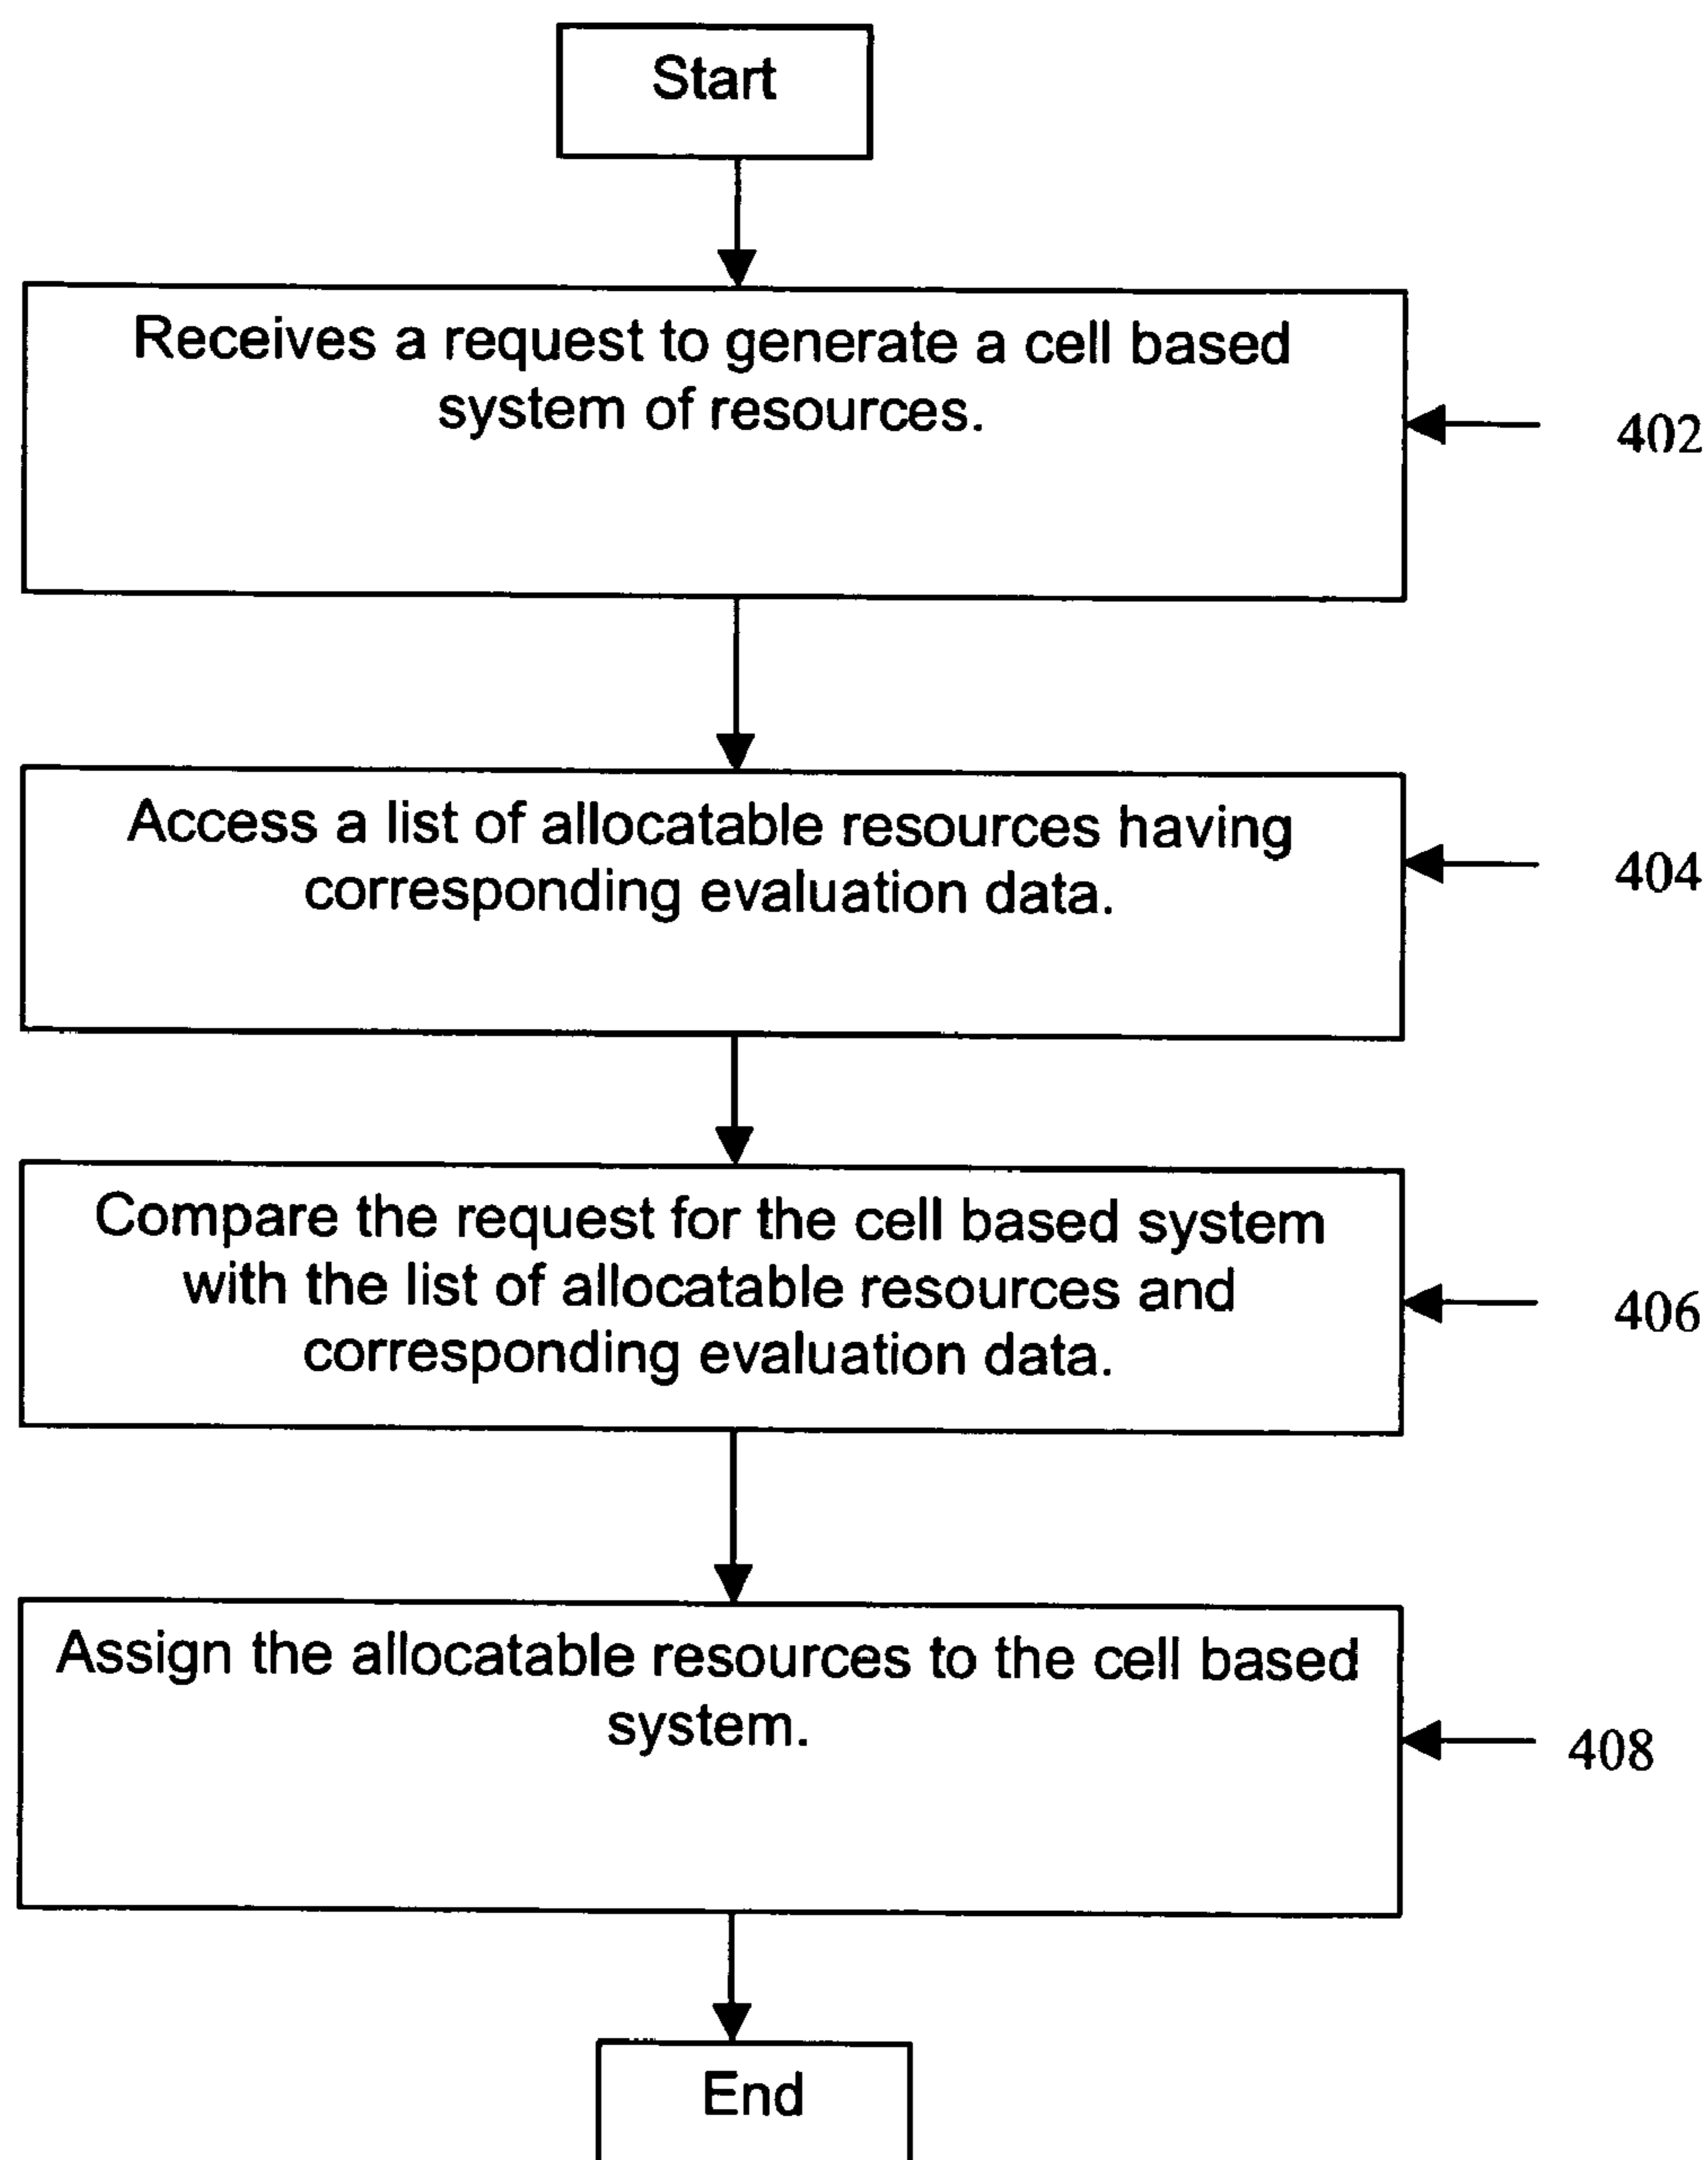 Start
Receives a request to generate a cell based
system of resources.
402
Access a list of allocatable resources having
corresponding evaluation data.
404
Compare the request for the cell based system
with the list of allocatable resources and
corresponding evaluation data.
406
Assign the allocatable resources to the cell based
system.
408
End